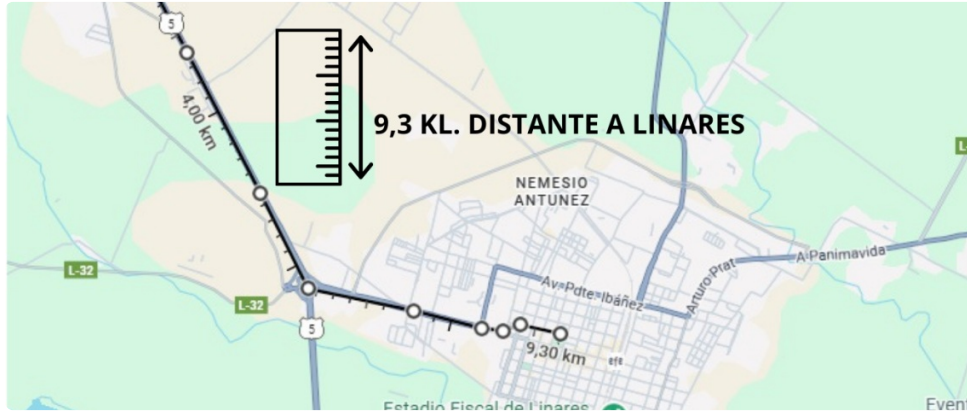 5
4,00 km
9,3 KL. DISTANTE A LINARES
NEMESIO
ANTUNEZ
L-32
L-32
5
Av. Pdte. Ibáñez
Arturo Prat
A Panimavida
9,30 km
Estadio Fiscal de Linares